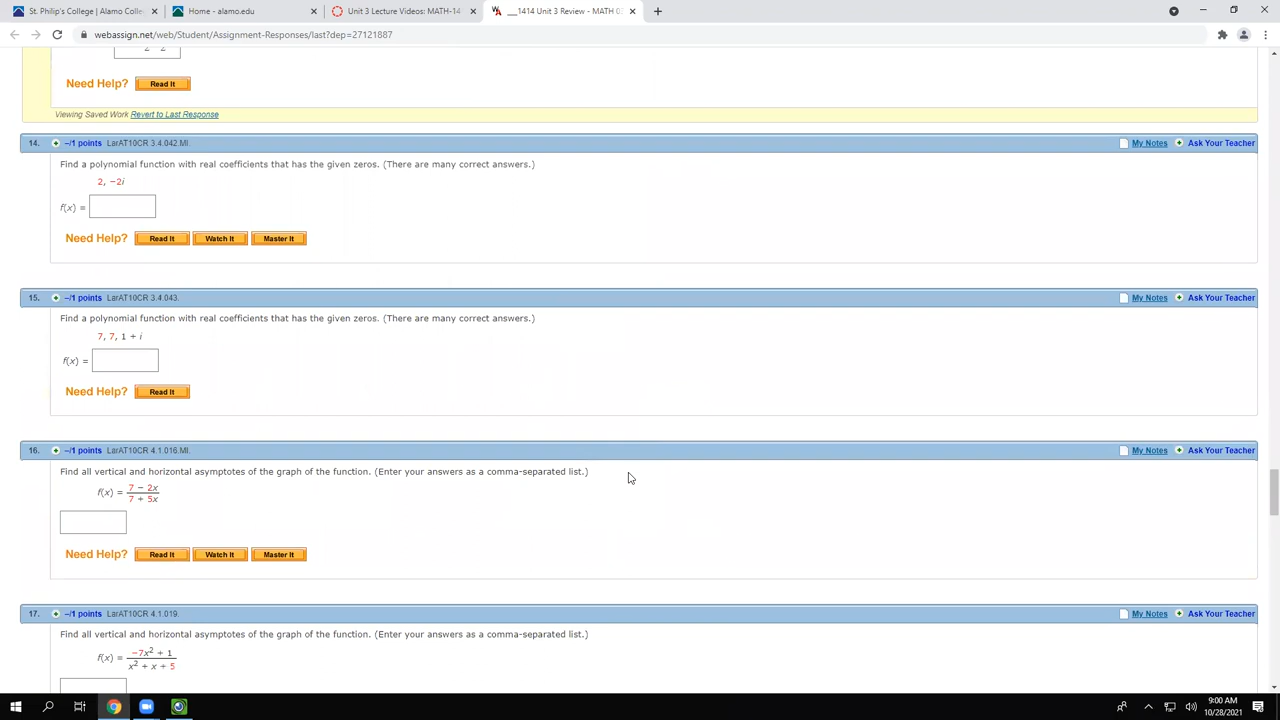 St. Philip's College | Alamo Colle
Home - alamo.edu
Unit 3 Lecture Videos: MATH-14
__1414 Unit 3 Review - MATH 0
webassign.net/web/Student/Assignment-Responses/last?dep=27121887
Need Help? Read It
Viewing Saved Work Revert to Last Response
14. –/1 points LarAT10CR 3.4.042.MI. My Notes Ask Your Teacher
Find a polynomial function with real coefficients that has the given zeros. (There are many correct answers.)
2, −2i
f(x) =
Need Help? Read It Watch It Master It
15. –/1 points LarAT10CR 3.4.043. My Notes Ask Your Teacher
Find a polynomial function with real coefficients that has the given zeros. (There are many correct answers.)
7, 7, 1 + i
f(x) =
Need Help? Read It
16. –/1 points LarAT10CR 4.1.016.MI. My Notes Ask Your Teacher
Find all vertical and horizontal asymptotes of the graph of the function. (Enter your answers as a comma-separated list.)
7 − 2x
f(x) =
7 + 5x
Need Help? Read It Watch It Master It
17. –/1 points LarAT10CR 4.1.019. My Notes Ask Your Teacher
Find all vertical and horizontal asymptotes of the graph of the function. (Enter your answers as a comma-separated list.)
−7x² + 1
f(x) =
x² + x + 5
9:00 AM
10/28/2021